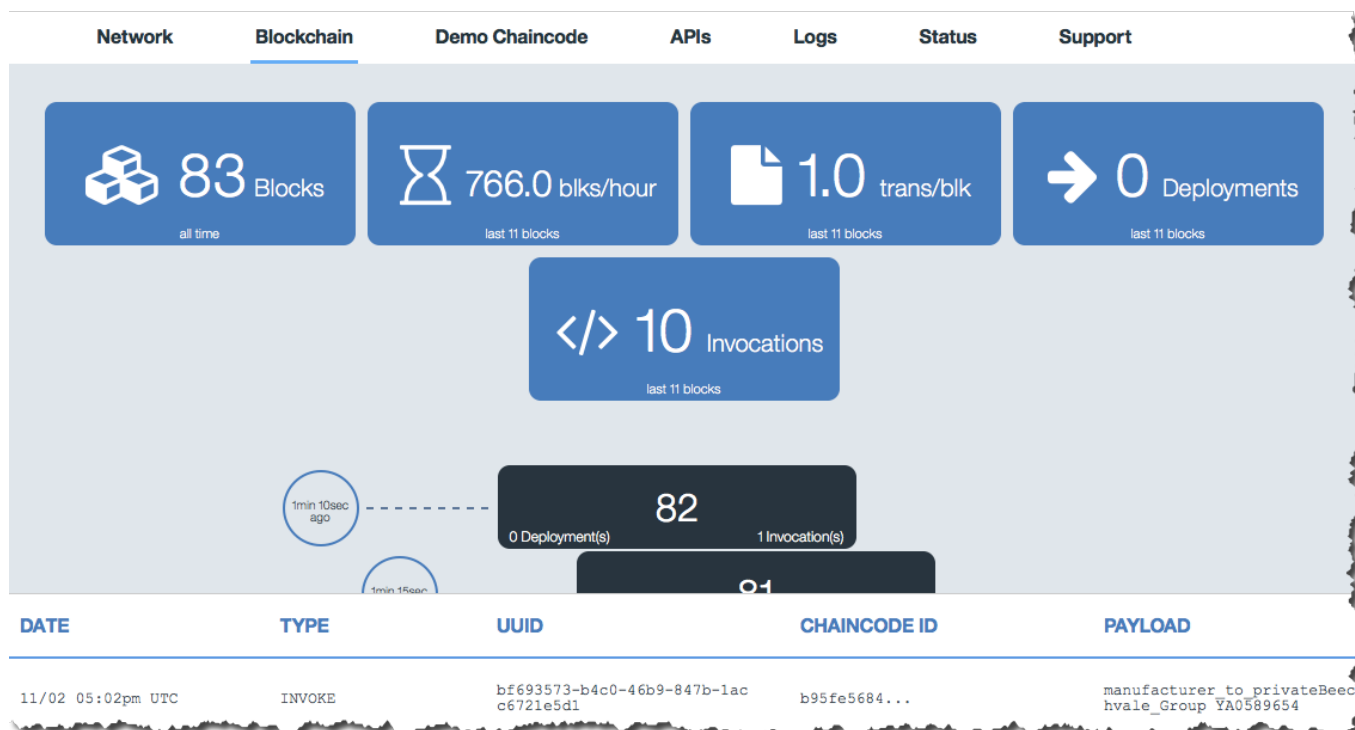 Network Blockchain Demo Chaincode APIs Logs Status Support
83 Blocks
all time
766.0 blks/hour
last 11 blocks
1.0 trans/blk
last 11 blocks
0 Deployments
last 11 blocks
</> 10 Invocations
last 11 blocks
1min 10sec
ago
82
0 Deployment(s) 1 Invocation(s)
1min 15sec
81
DATE TYPE UUID CHAINCODE ID PAYLOAD
11/02 05:02pm UTC INVOKE bf693573-b4c0-46b9-847b-1ac
c6721e5d1
b95fe5684...
manufacturer_to_privateBeec
hvale_Group YA0589654